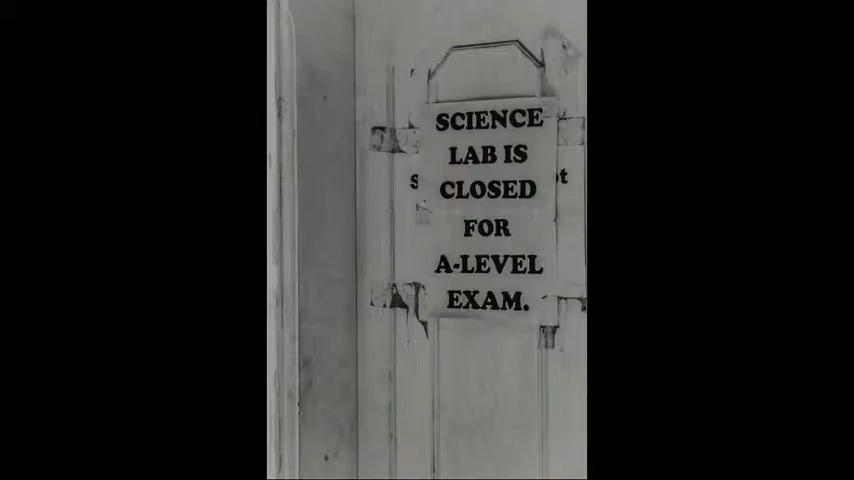 SCIENCE
LAB IS
CLOSED
FOR
A-LEVEL
EXAM.